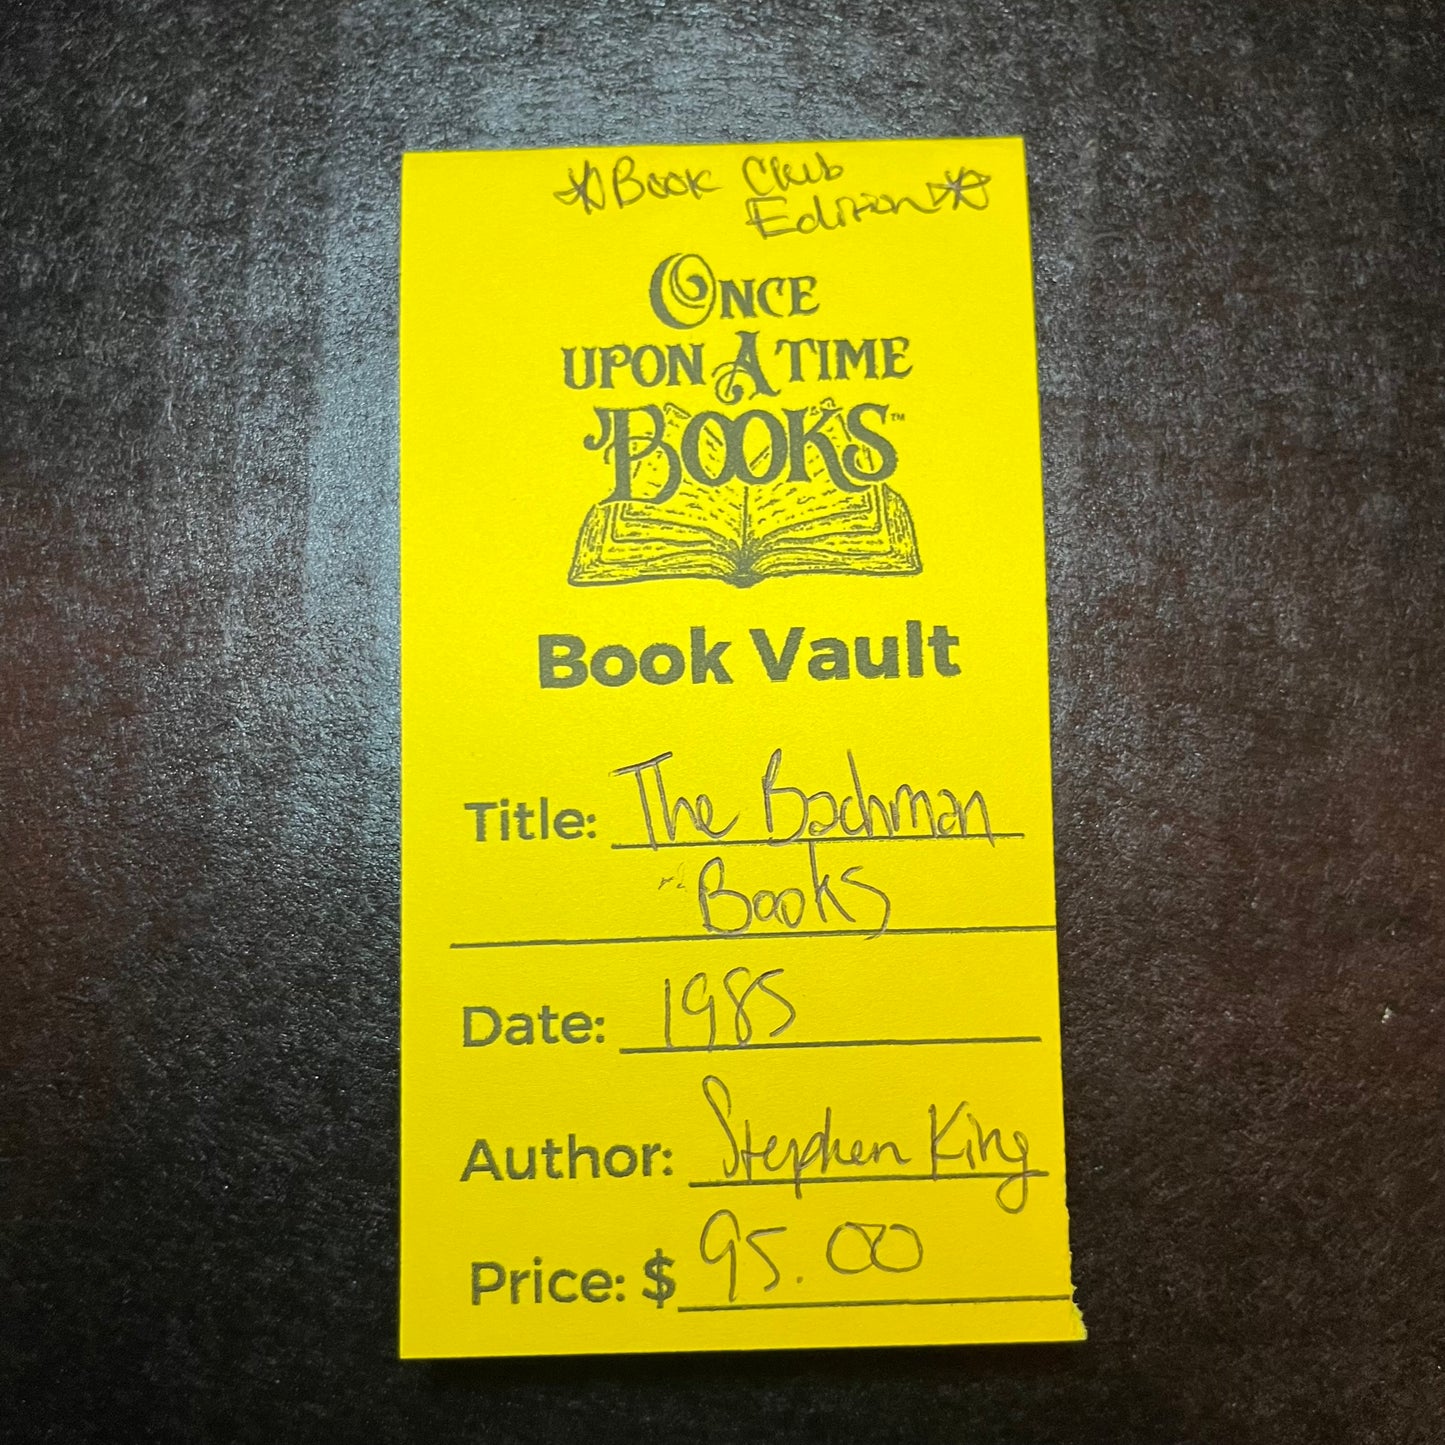 ☆Book Club
Edition☆
ONCE
UPON A TIME
BOOKS™
Book Vault
Title: The Bachman
Books
Date: 1985
Author: Stephen King
Price: $ 95.00